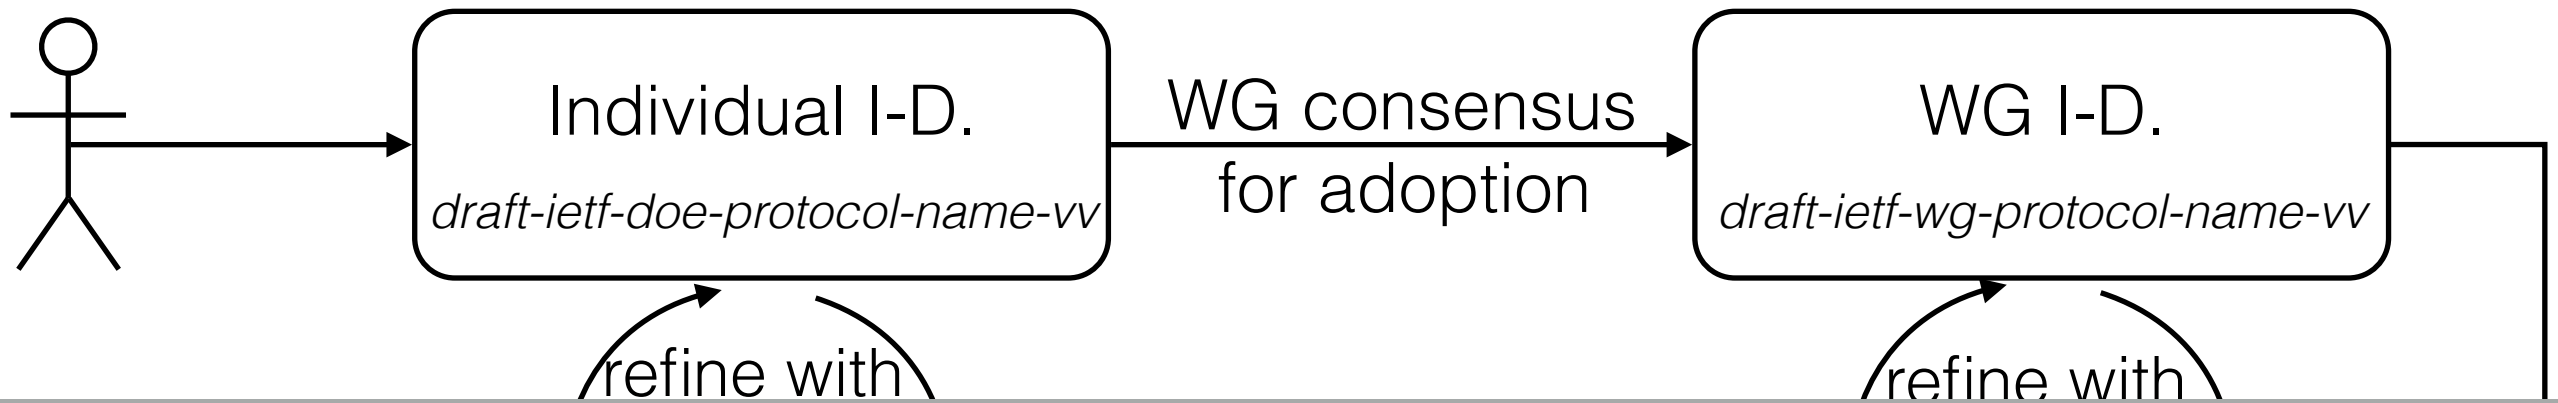 Individual I-D.
draft-ietf-doe-protocol-name-vv
WG consensus
for adoption
WG I-D.
draft-ietf-wg-protocol-name-vv
refine with
refine with